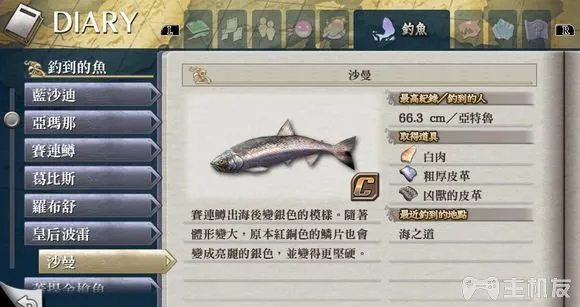 DIARY
L
釣魚
R
釣到的魚
藍沙迪
亞瑪那
賽連鱒
葛比斯
羅布舒
皇后波雷
沙曼
沙曼
C
賽連鱒出海後變銀色的模樣。隨著
體形變大，原本紅銅色的鱗片也會
變成亮麗的銀色，並變得更堅硬。
最高紀錄／釣到的人
66.3 cm／亞特魯
取得道具
白肉
粗厚皮革
凶獸的皮革
最近釣到的地點
海之道
主机友